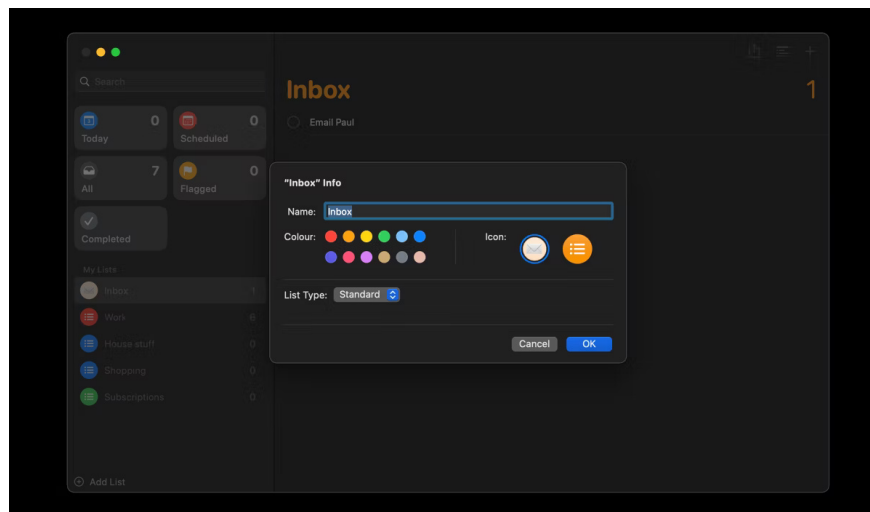 Search
Today 0
Scheduled 0
All 7
Flagged 0
Completed
My Lists
Inbox 1
Work 6
House stuff 0
Shopping 0
Subscriptions 0
Add List
Inbox 1
Email Paul
"Inbox" Info
Name: Inbox
Colour: Icon:
List Type: Standard
Cancel OK